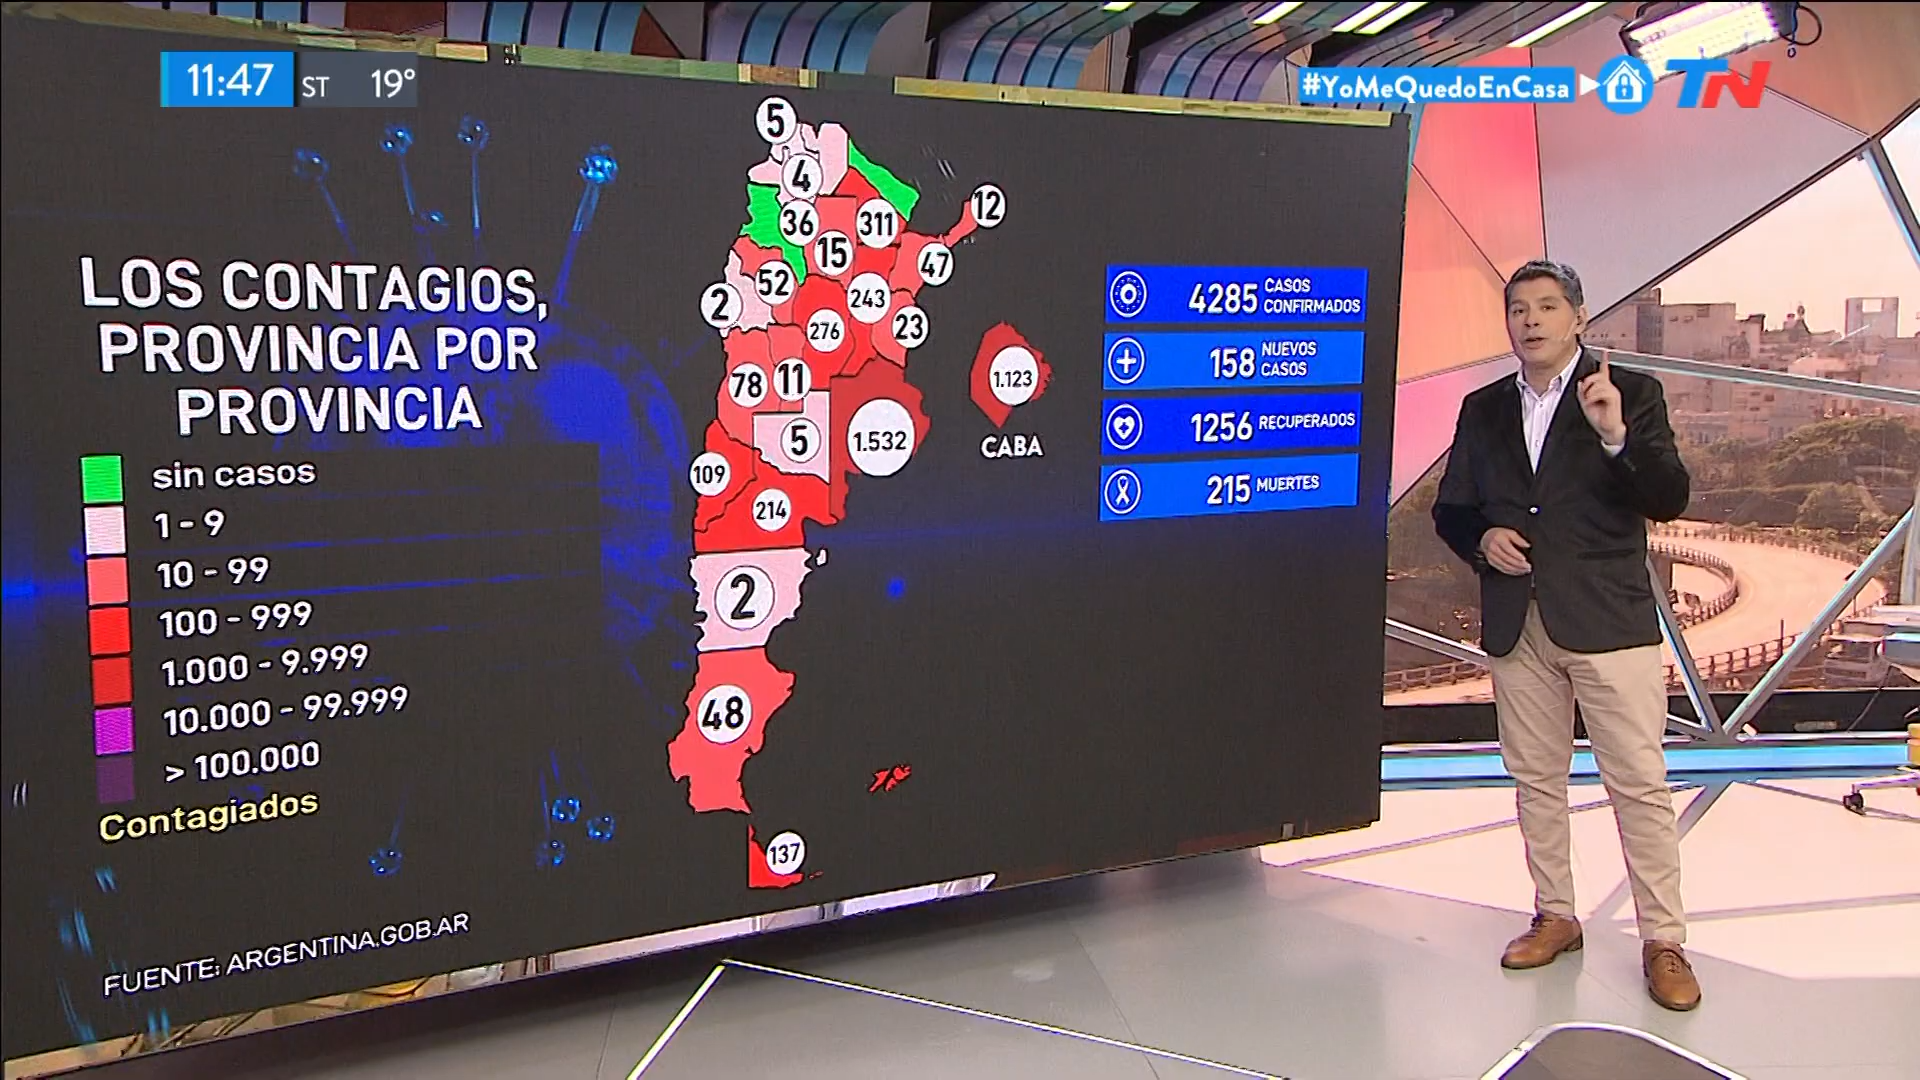 11:47 ST 19°
#YoMeQuedoEnCasa
TN
LOS CONTAGIOS,
PROVINCIA POR
PROVINCIA
sin casos
1 - 9
10 - 99
100 - 999
1.000 - 9.999
10.000 - 99.999
> 100.000
Contagiados
FUENTE: ARGENTINA.GOB.AR
5
4
36
311
12
15
47
52
2
243
276
23
78
11
1.532
5
109
214
2
48
137
1.123
CABA
4285 CASOS
CONFIRMADOS
158 NUEVOS
CASOS
1256 RECUPERADOS
215 MUERTES